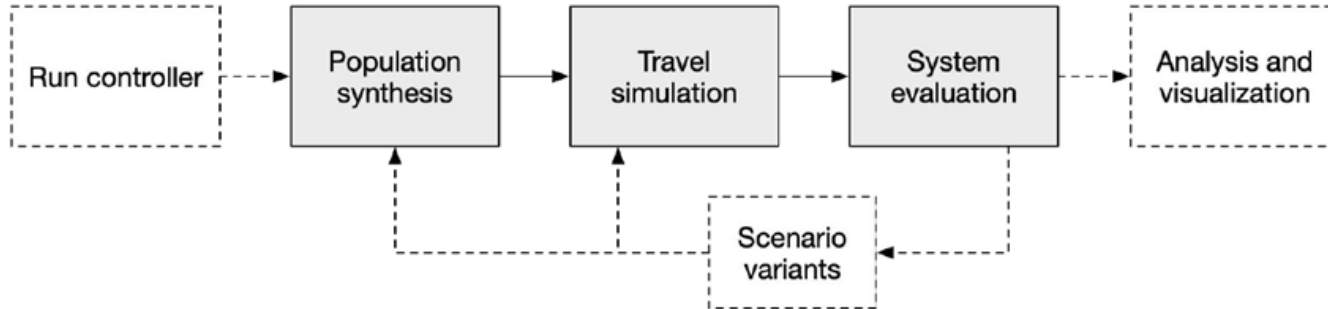 Run controller
Population
synthesis
Travel
simulation
System
evaluation
Analysis and
visualization
Scenario
variants